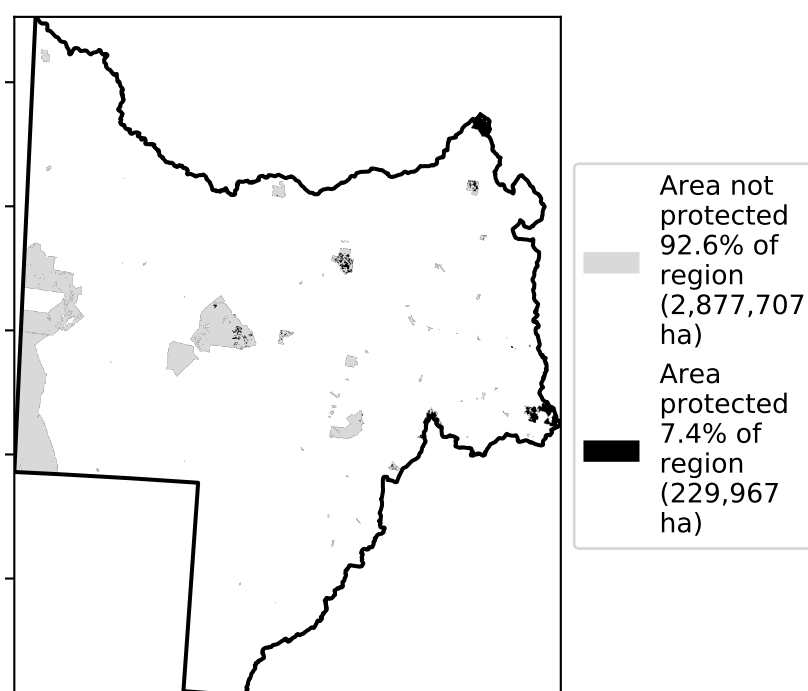 Area not
protected
92.6% of
region
(2,877,707
ha)
Area
protected
7.4% of
region
(229,967
ha)